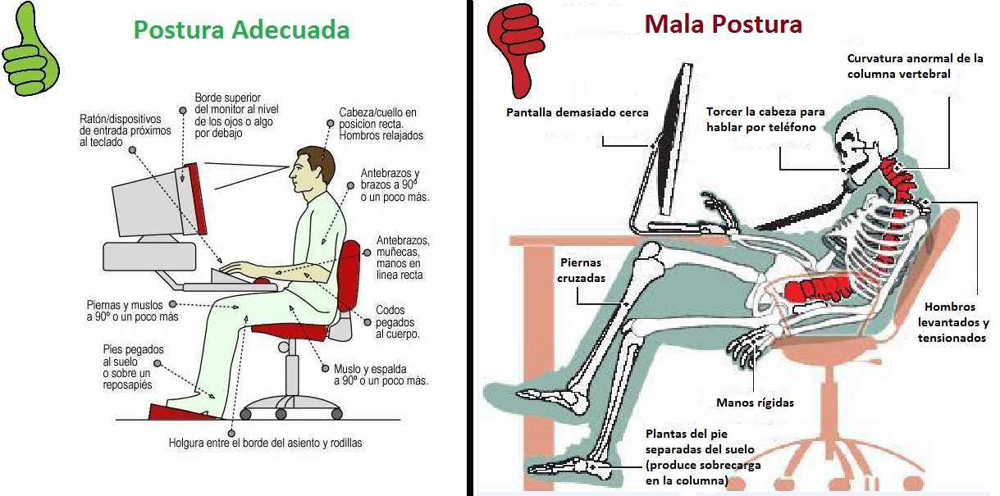 Postura Adecuada
Ratón/dispositivos
de entrada próximos
al teclado
Borde superior
del monitor al nivel
de los ojos o algo
por debajo
Cabeza/cuello en
posicion recta.
Hombros relajados
Antebrazos y
brazos a 90º
o un poco más.
Antebrazos,
muñecas,
manos en
línea recta
Piernas y muslos
a 90º o un poco más
Codos
pegados
al cuerpo.
Pies pegados
al suelo
o sobre un
reposapiés
Muslo y espalda
a 90º o un poco más.
Holgura entre el borde del asiento y rodillas
Mala Postura
Curvatura anormal de la
columna vertebral
Pantalla demasiado cerca
Torcer la cabeza para
hablar por teléfono
Piernas
cruzadas
Hombros
levantados y
tensionados
Manos rígidas
Plantas del pie
separadas del suelo
(produce sobrecarga
en la columna)